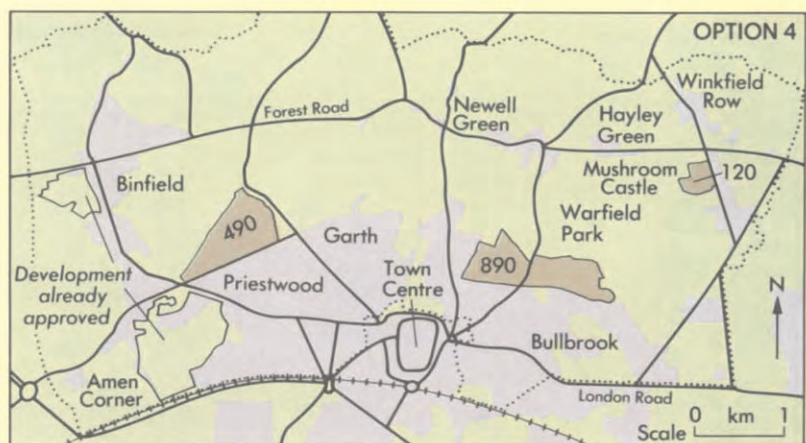 OPTION 4
Winkfield
Row
Newell
Green
Forest Road
Hayley
Green
Mushroom
Castle
120
Binfield
Warfield
Park
490
Garth
890
Development
already
approved
Priestwood
Town
Centre
N
Bullbrook
Amen
Corner
London Road
Scale 0 km 1